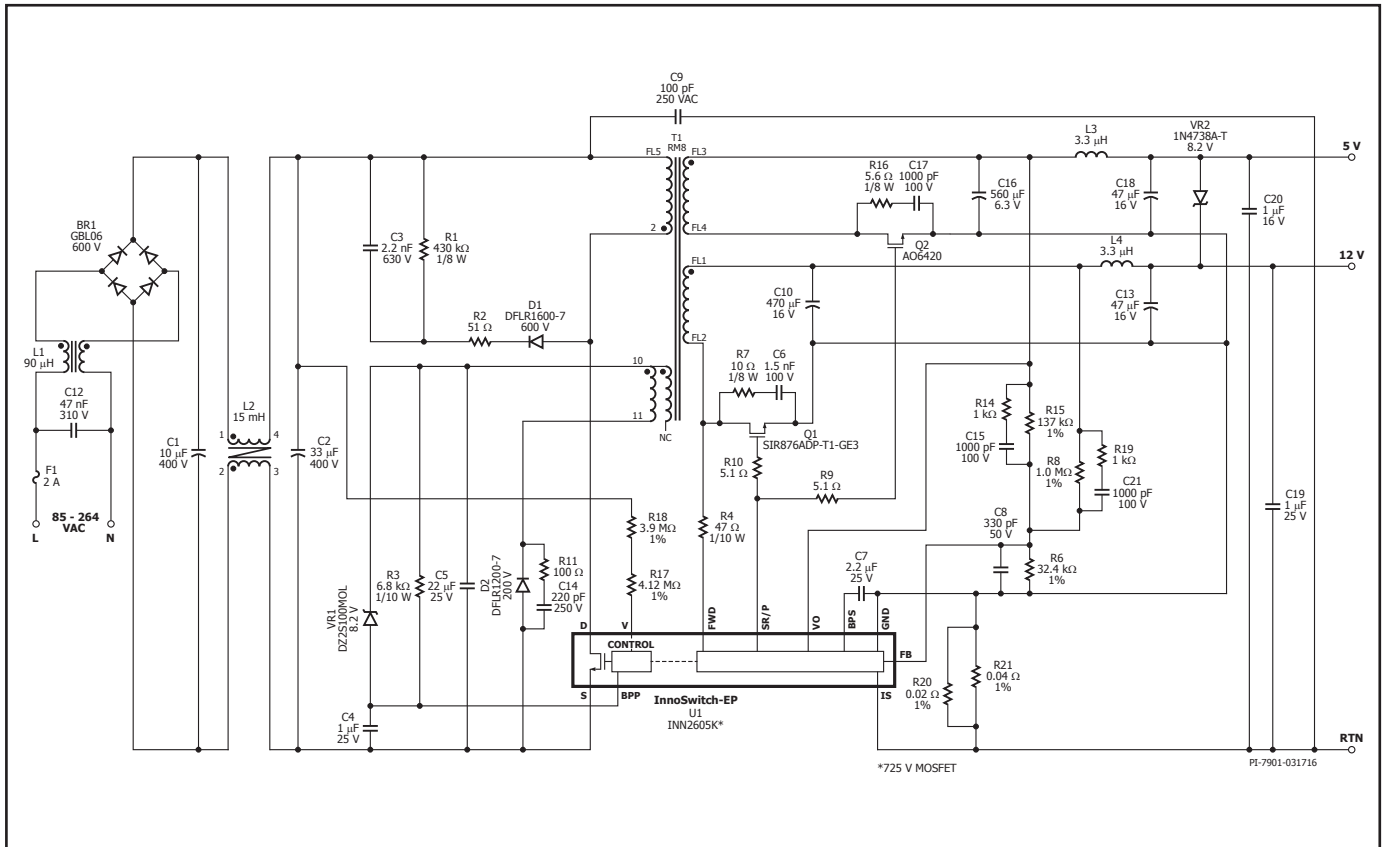 C9
100 pF
250 VAC
T1
RM8
FL5
FL3
2
FL4
FL1
FL2
10
11
NC
R16
5.6 Ω
1/8 W
C17
1000 pF
100 V
C16
560 µF
6.3 V
L3
3.3 µH
VR2
1N4738A-T
8.2 V
5 V
C18
47 µF
16 V
C20
1 µF
16 V
Q2
AO6420
L4
3.3 µH
12 V
C10
470 µF
16 V
C13
47 µF
16 V
BR1
GBL06
600 V
C3
2.2 nF
630 V
R1
430 kΩ
1/8 W
R2
51 Ω
D1
DFLR1600-7
600 V
L1
90 µH
C12
47 nF
310 V
F1
2 A
85 - 264
VAC
L
N
C1
10 µF
400 V
L2
15 mH
1
4
2
3
C2
33 µF
400 V
R7
10 Ω
1/8 W
C6
1.5 nF
100 V
Q1
SIR876ADP-T1-GE3
R10
5.1 Ω
R9
5.1 Ω
R14
1 kΩ
C15
1000 pF
100 V
R15
137 kΩ
1%
R8
1.0 MΩ
1%
R19
1 kΩ
C21
1000 pF
100 V
C19
1 µF
25 V
R18
3.9 MΩ
1%
R17
4.12 MΩ
1%
R4
47 Ω
1/10 W
C8
330 pF
50 V
C7
2.2 µF
25 V
R6
32.4 kΩ
1%
VR1
DZ2S100MOL
8.2 V
R3
6.8 kΩ
1/10 W
C5
22 µF
25 V
D2
DFLR1200-7
200 V
R11
100 Ω
C14
220 pF
250 V
D
V
FWD
SR/P
VO
BPS
GND
CONTROL
FB
S
BPP
IS
InnoSwitch-EP
U1
INN2605K*
R20
0.02 Ω
1%
R21
0.04 Ω
1%
C4
1 µF
25 V
RTN
*725 V MOSFET
PI-7901-031716